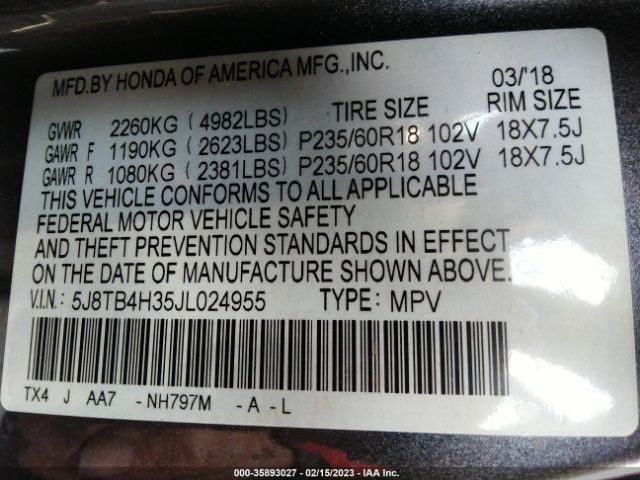 MFD.BY HONDA OF AMERICA MFG.,INC. 03/'18
GVWR 2260KG ( 4982LBS) TIRE SIZE RIM SIZE
GAWR F 1190KG ( 2623LBS) P235/60R18 102V 18X7.5J
GAWR R 1080KG ( 2381LBS) P235/60R18 102V 18X7.5J
THIS VEHICLE CONFORMS TO ALL APPLICABLE
FEDERAL MOTOR VEHICLE SAFETY
AND THEFT PREVENTION STANDARDS IN EFFECT
ON THE DATE OF MANUFACTURE SHOWN ABOVE.
V.I.N.: 5J8TB4H35JL024955 TYPE: MPV
TX4 J AA7 -NH797M -A-L
000-35893027 - 02/15/2023 - IAA Inc.